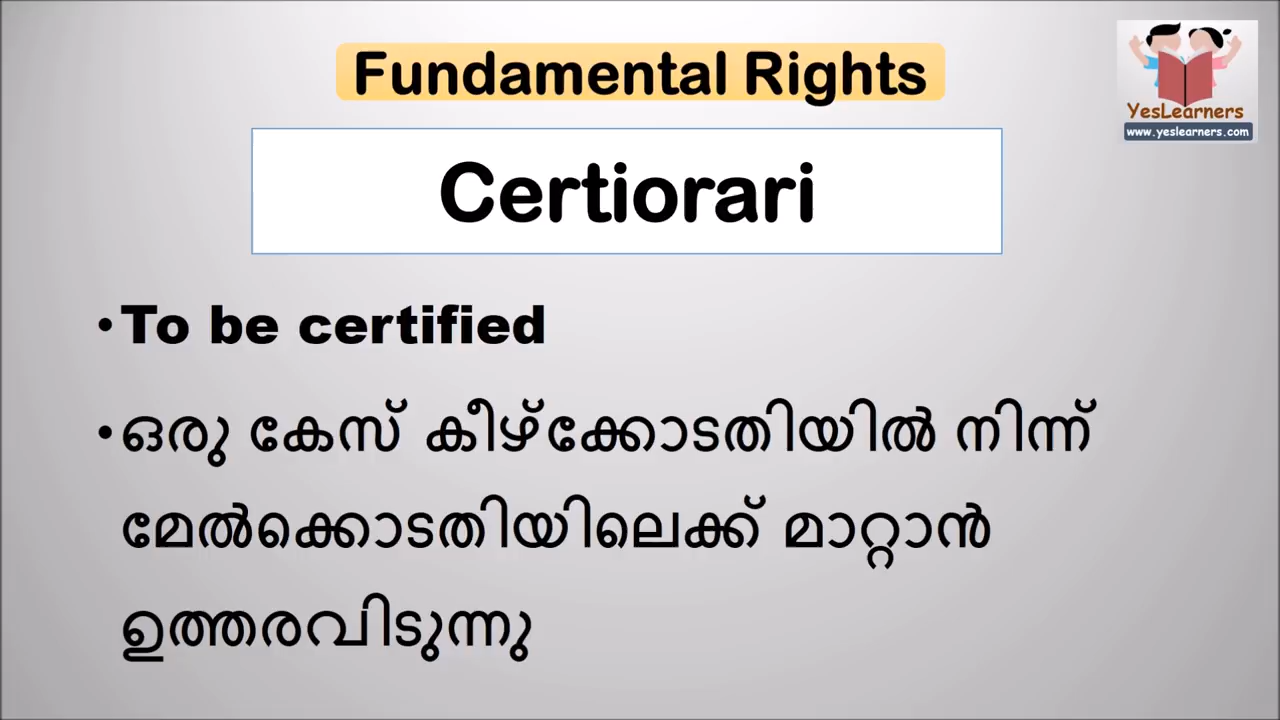 Fundamental Rights
YesLearners
www.yeslearners.com
Certiorari
•To be certified
•ഒരു കേസ് കീഴ്ക്കോടതിയിൽ നിന്ന്
മേൽക്കൊടതിയിലെക്ക് മാറ്റാൻ
ഉത്തരവിടുന്നു